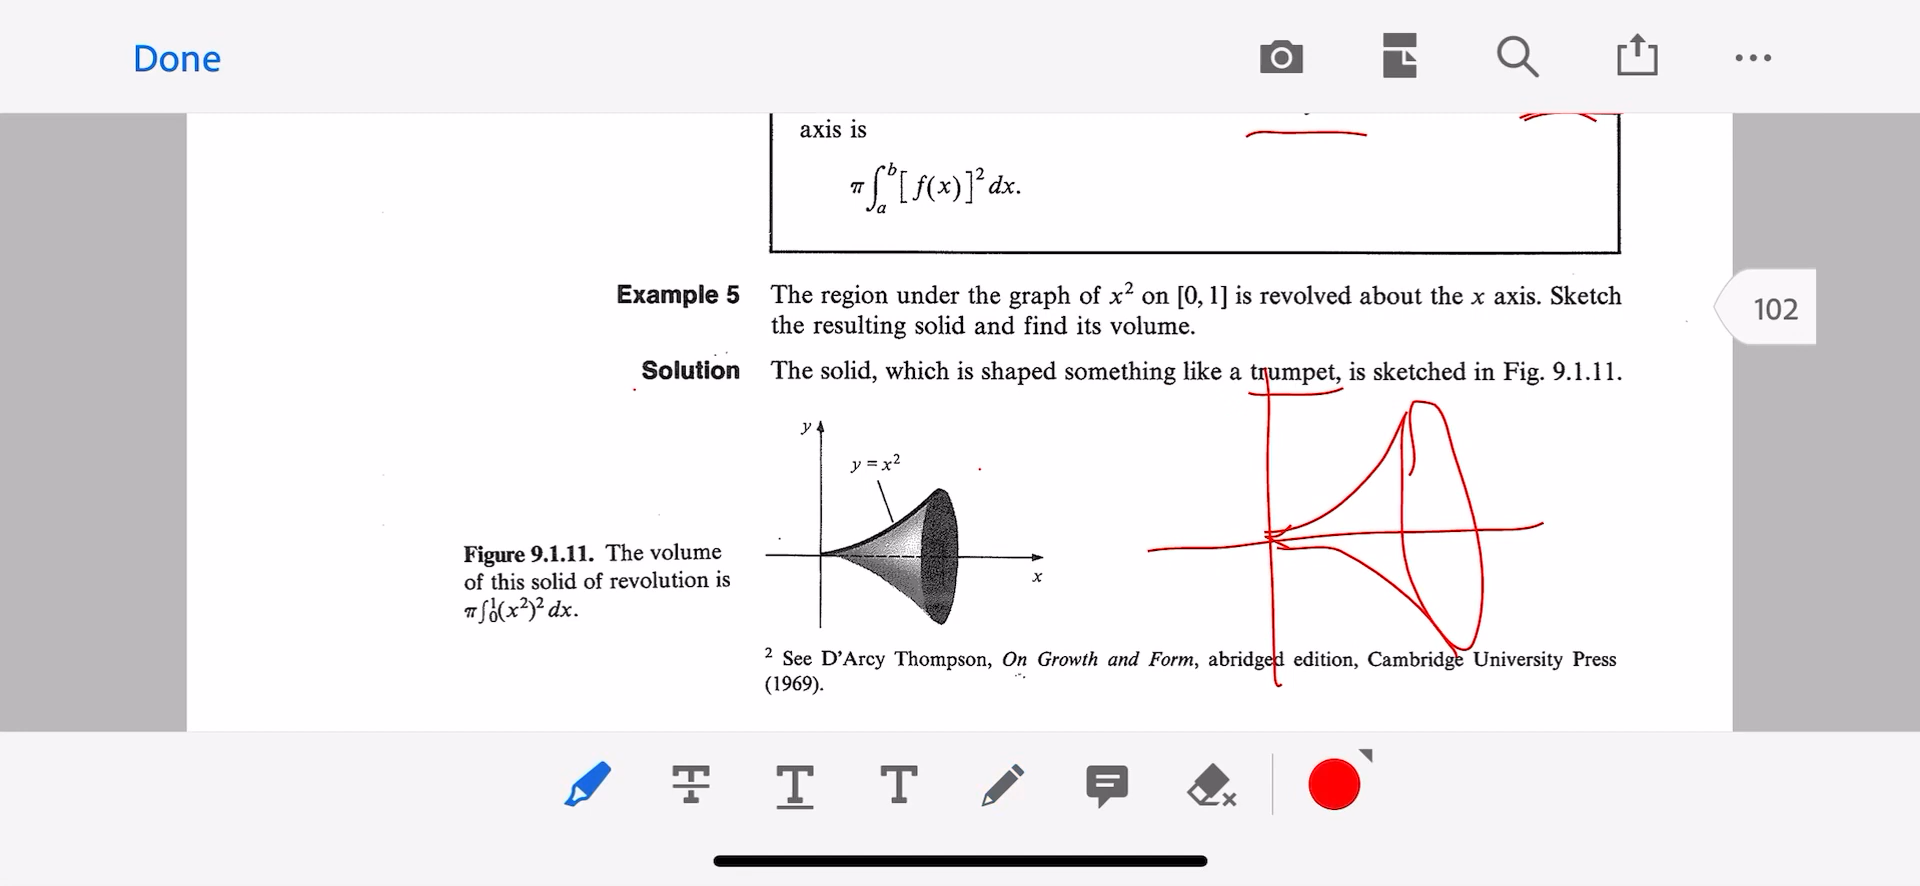 Done
axis is
π∫ₐᵇ[f(x)]² dx.
Example 5 The region under the graph of x² on [0, 1] is revolved about the x axis. Sketch
the resulting solid and find its volume.
102
Solution The solid, which is shaped something like a trumpet, is sketched in Fig. 9.1.11.
y
y = x²
x
Figure 9.1.11. The volume
of this solid of revolution is
π∫₀¹(x²)² dx.
² See D'Arcy Thompson, On Growth and Form, abridged edition, Cambridge University Press
(1969).
T T T